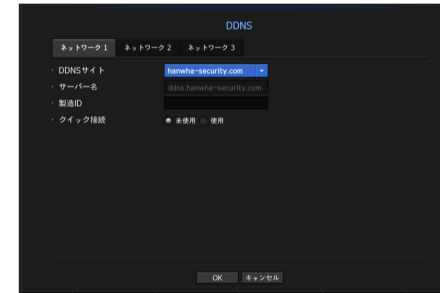 DDNS
ネットワーク 1 ネットワーク 2 ネットワーク 3
・ DDNSサイト hanwha-security.com
・ サーバー名 ddns.hanwha-security.com
・ 製造ID
・ クイック接続 未使用 使用
OK キャンセル